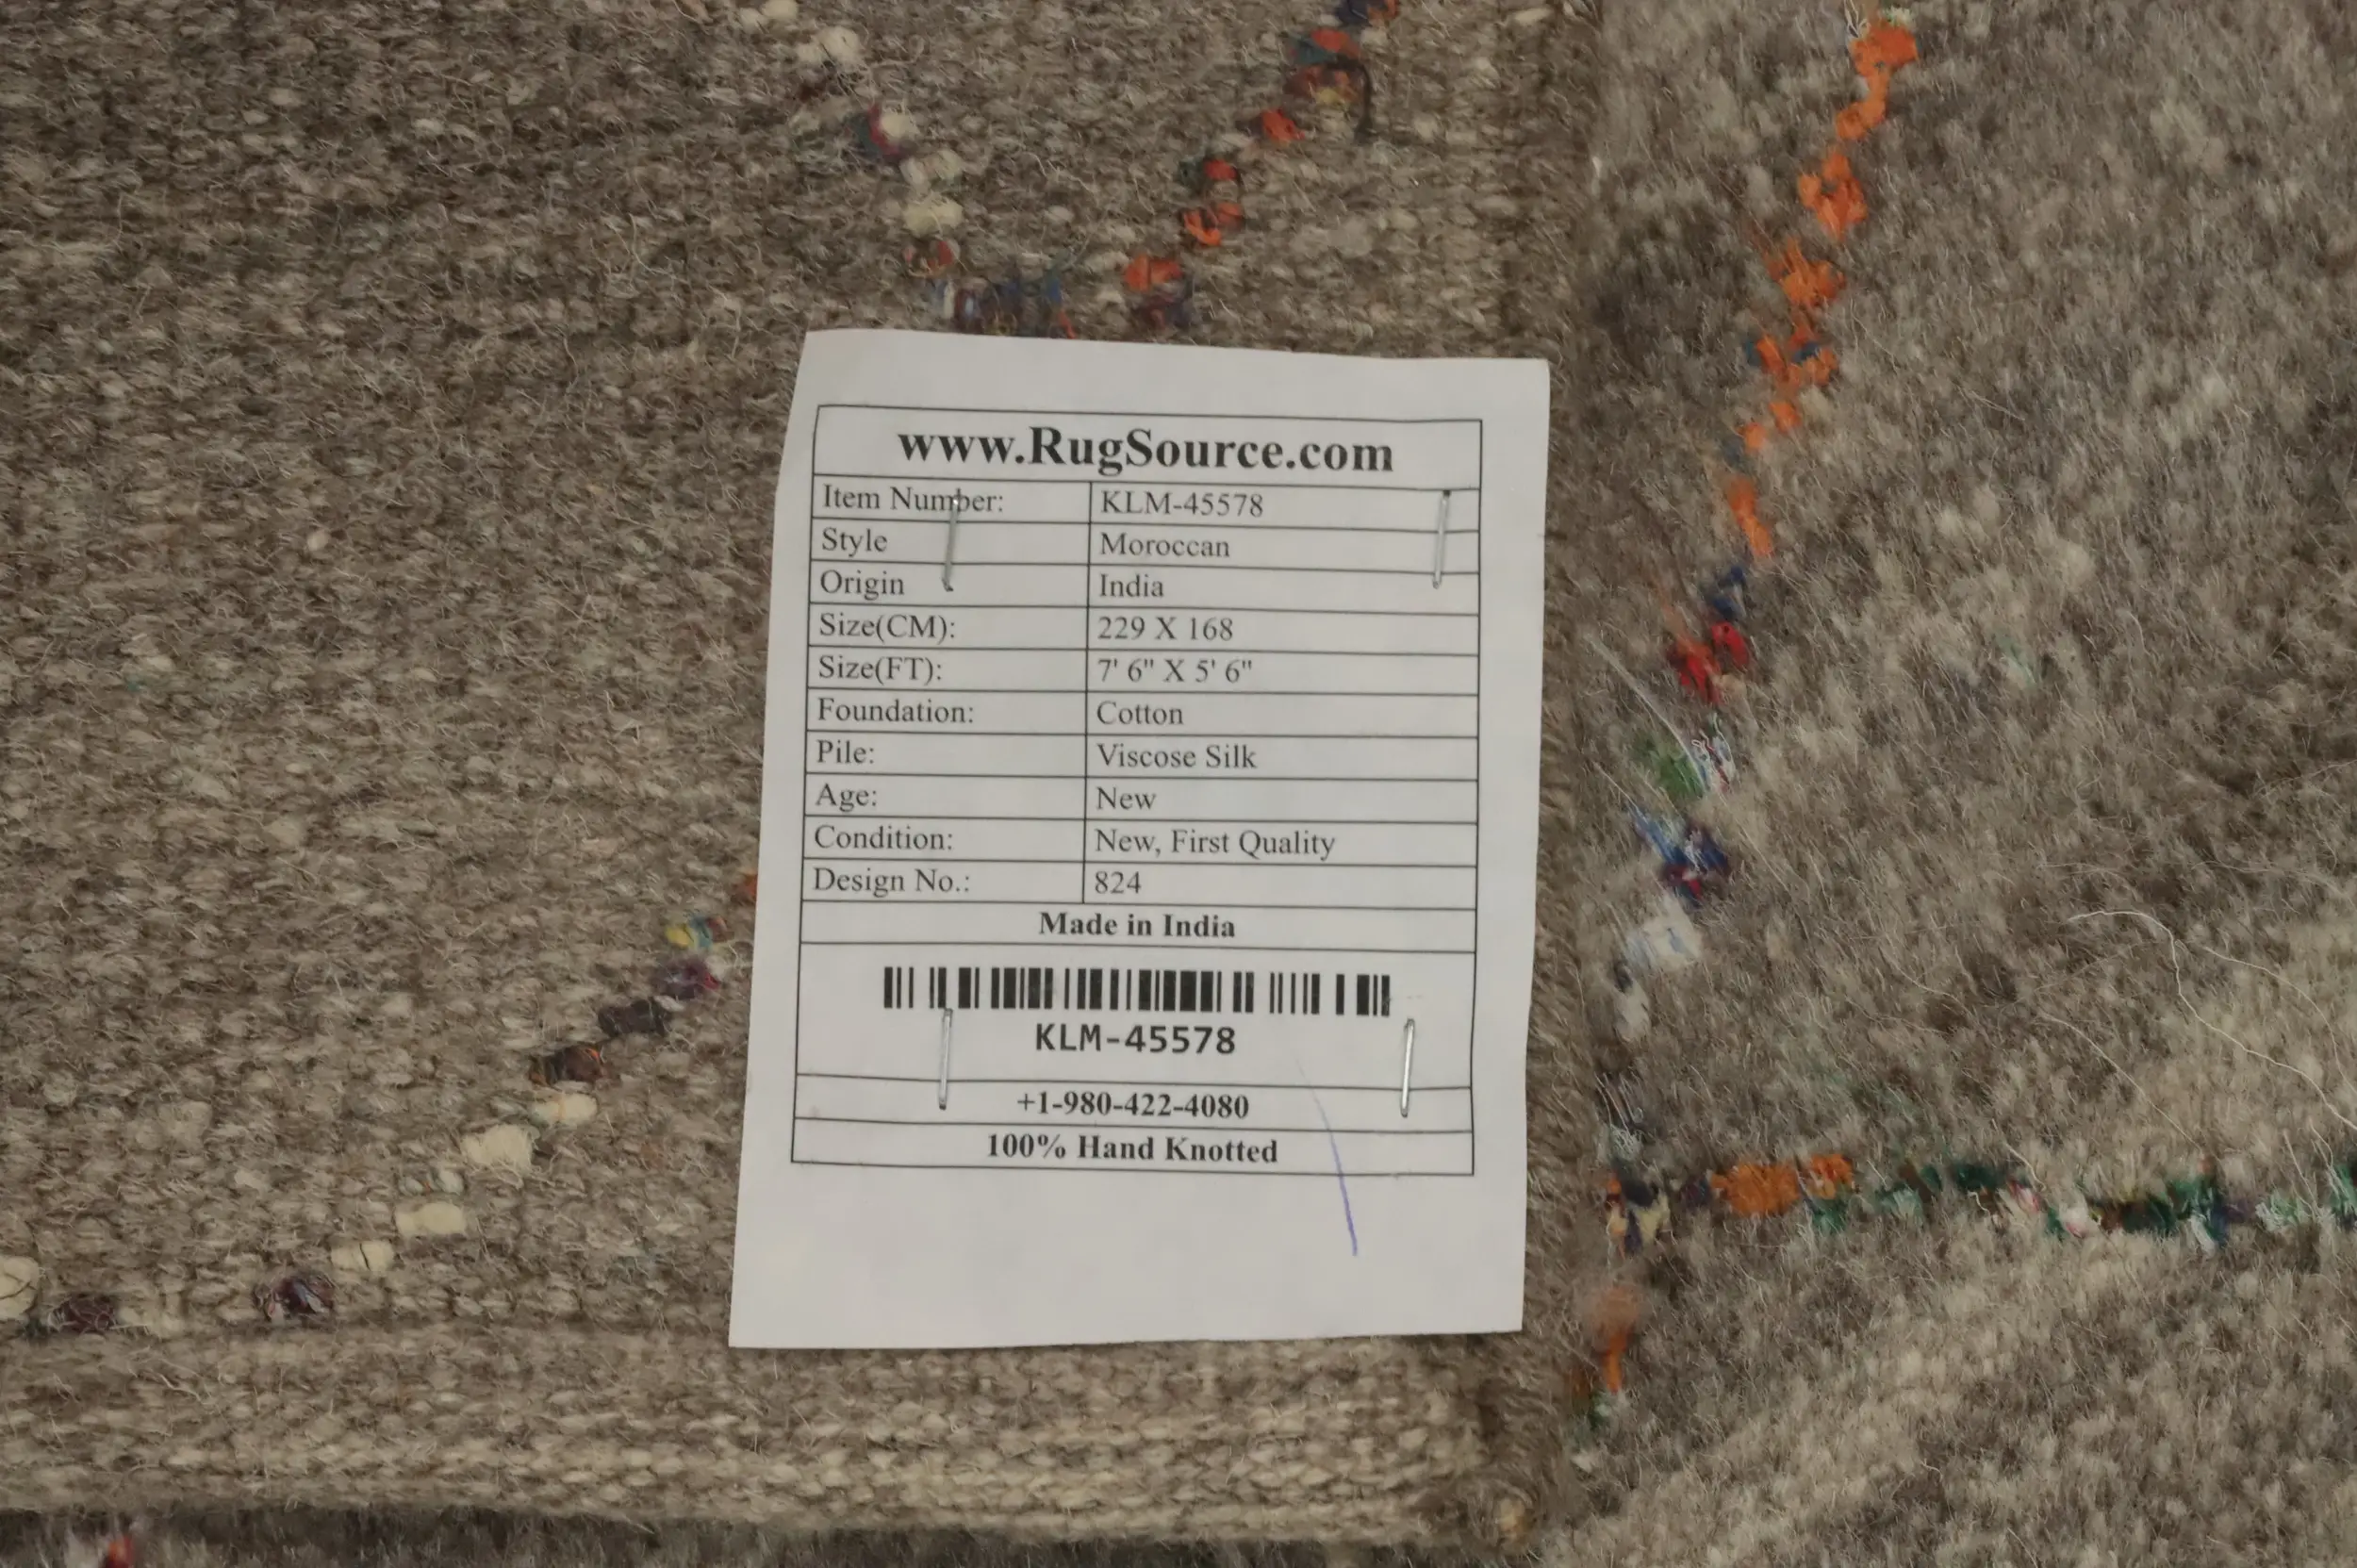 www.RugSource.com
Item Number: KLM-45578
Style Moroccan
Origin India
Size(CM): 229 X 168
Size(FT): 7' 6" X 5' 6"
Foundation: Cotton
Pile: Viscose Silk
Age: New
Condition: New, First Quality
Design No.: 824
Made in India
KLM-45578
+1-980-422-4080
100% Hand Knotted